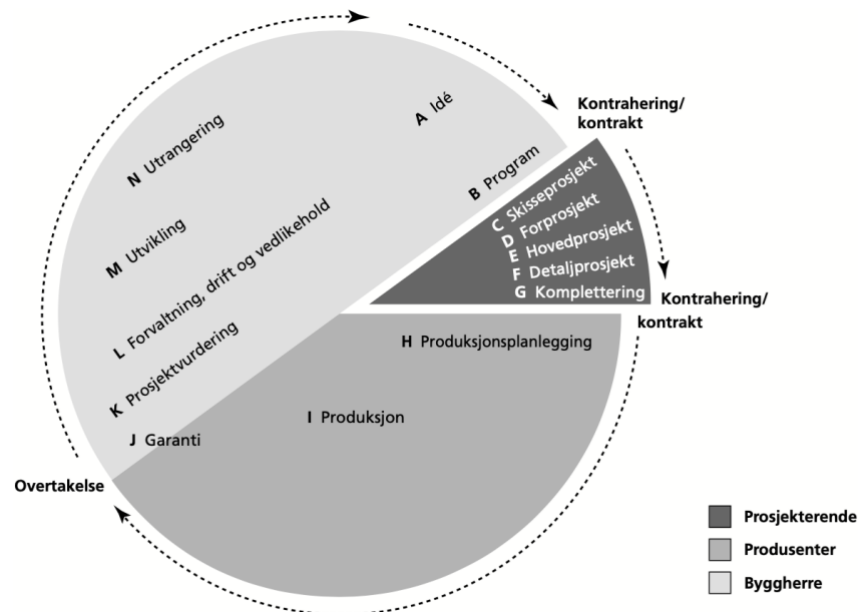 A Idé
Kontrahering/
kontrakt
B Program
C Skisseprosjekt
D Forprosjekt
E Hovedprosjekt
F Detaljprosjekt
G Komplettering
Kontrahering/
kontrakt
H Produksjonsplanlegging
I Produksjon
J Garanti
Overtakelse
K Prosjektvurdering
L Forvaltning, drift og vedlikehold
M Utvikling
N Utrangering
Prosjekterende
Produsenter
Byggherre